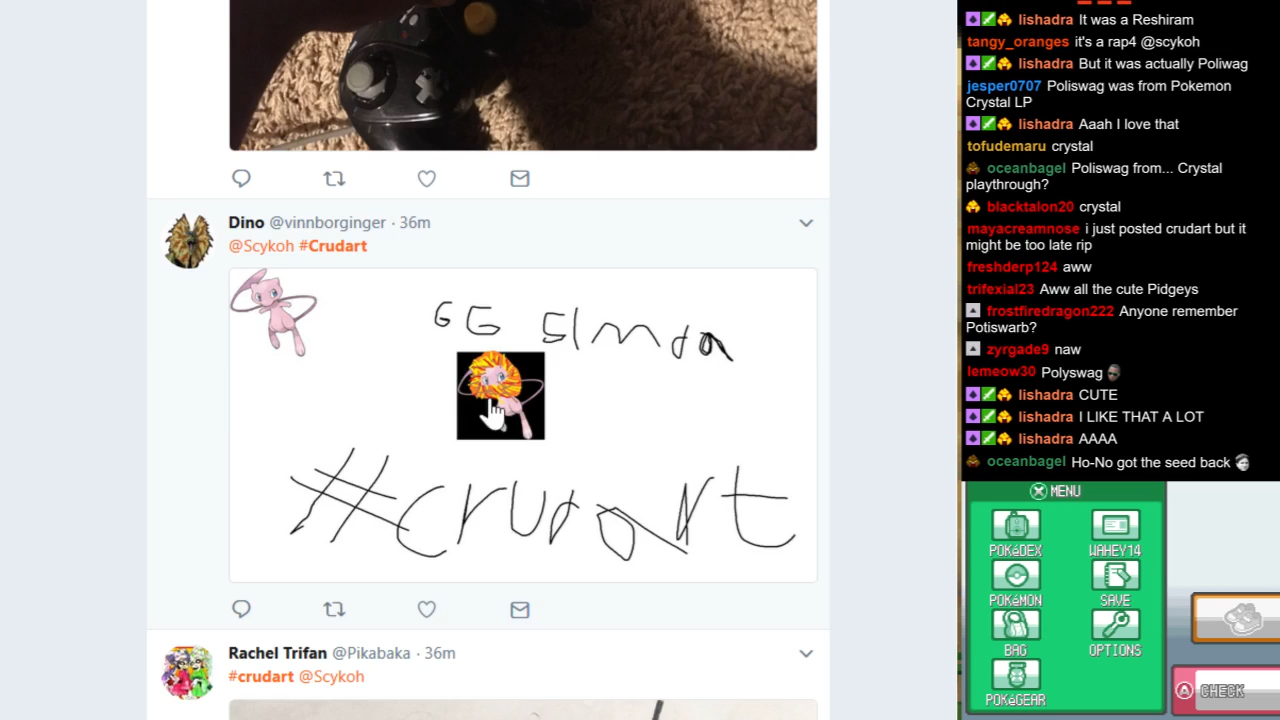 Dino @vinnborginger · 36m
@Scykoh #Crudart
GG
#crudart
Rachel Trifan @Pikabaka · 36m
#crudart @Scykoh
lishadra It was a Reshiram
tangy_oranges it's a rap4 @scykoh
lishadra But it was actually Poliwag
jesper0707 Poliswag was from Pokemon
Crystal LP
lishadra Aaah I love that
tofudemaru crystal
oceanbagel Poliswag from... Crystal
playthrough?
blacktalon20 crystal
mayacreamnose i just posted crudart but it
might be too late rip
freshderp124 aww
trifexial23 Aww all the cute Pidgeys
frostfiredragon222 Anyone remember
Potiswarb?
zyrgade9 naw
lemeow30 Polyswag
lishadra CUTE
lishadra I LIKE THAT A LOT
lishadra AAAA
oceanbagel Ho-No got the seed back
X MENU
POKéDEX
WAHEY14
POKéMON
SAVE
BAG
OPTIONS
POKéGEAR
A CHECK